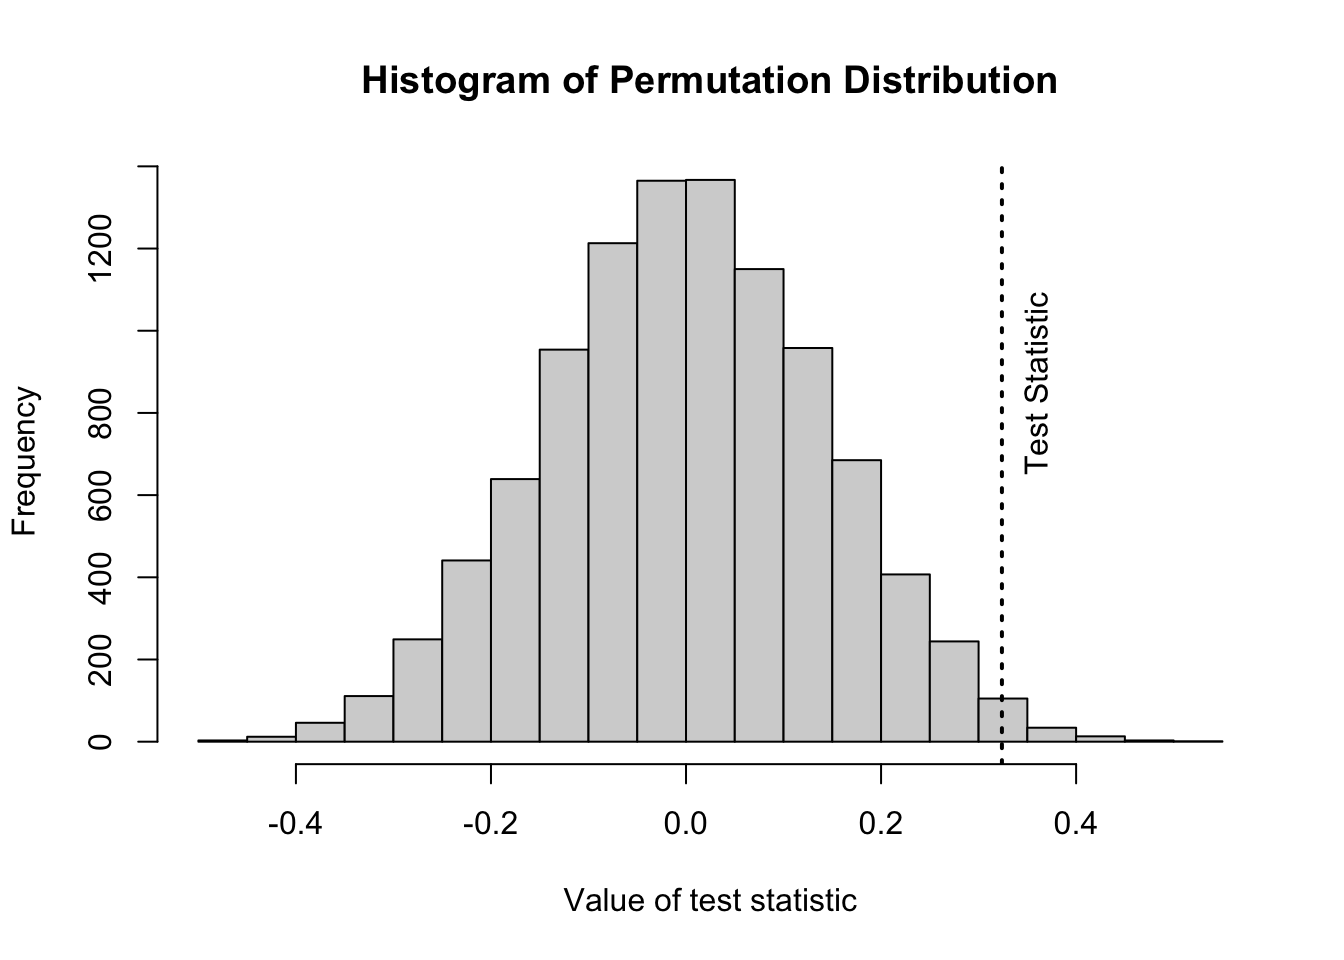 Histogram of Permutation Distribution
Frequency
1200
800
600
400
200
0
Test Statistic
-0.4
-0.2
0.0
0.2
0.4
Value of test statistic